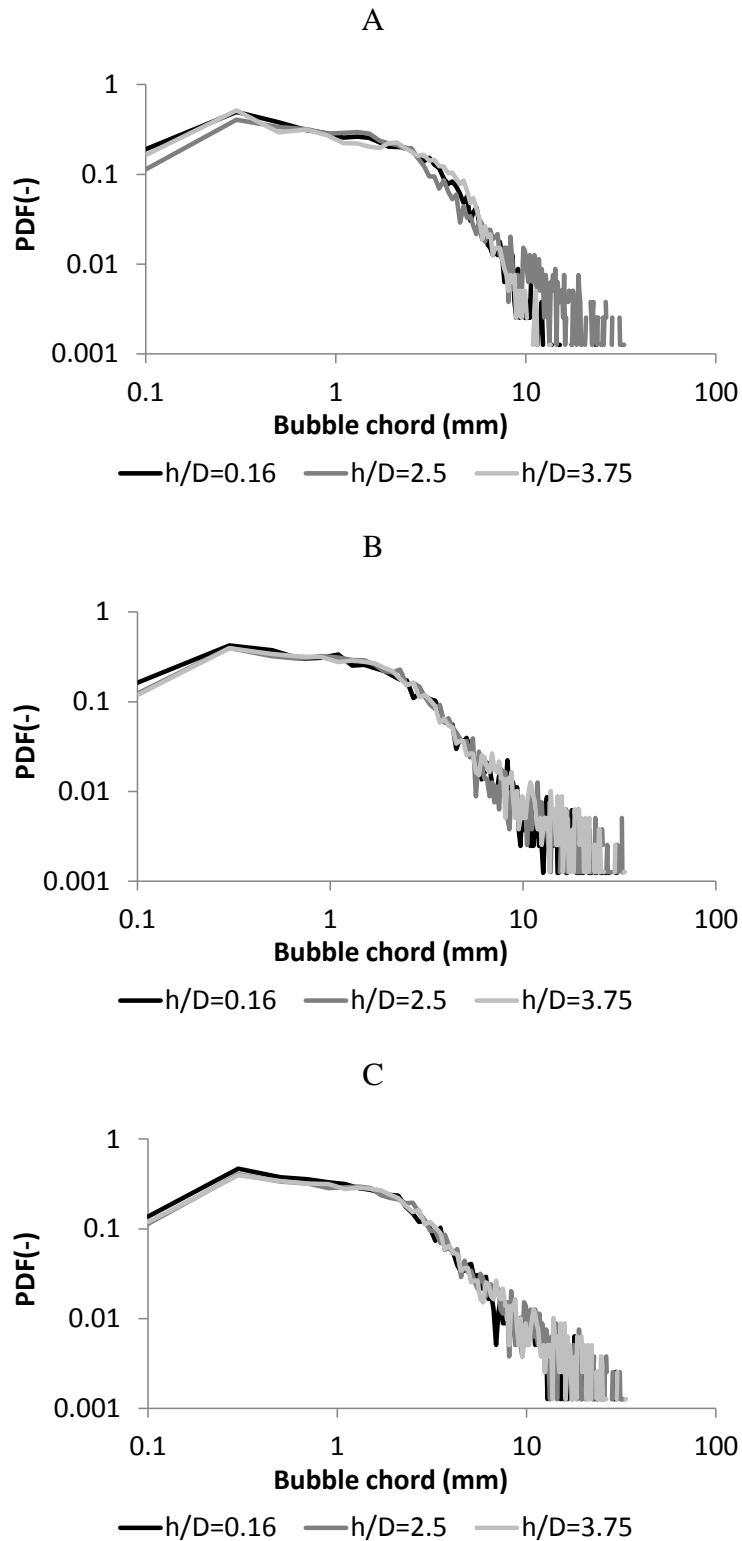 A
1
0.1
0.01
0.001
PDF(-)
0.1 1 10 100
Bubble chord (mm)
h/D=0.16 h/D=2.5 h/D=3.75
B
1
0.1
0.01
0.001
PDF(-)
0.1 1 10 100
Bubble chord (mm)
h/D=0.16 h/D=2.5 h/D=3.75
C
1
0.1
0.01
0.001
PDF(-)
0.1 1 10 100
Bubble chord (mm)
h/D=0.16 h/D=2.5 h/D=3.75